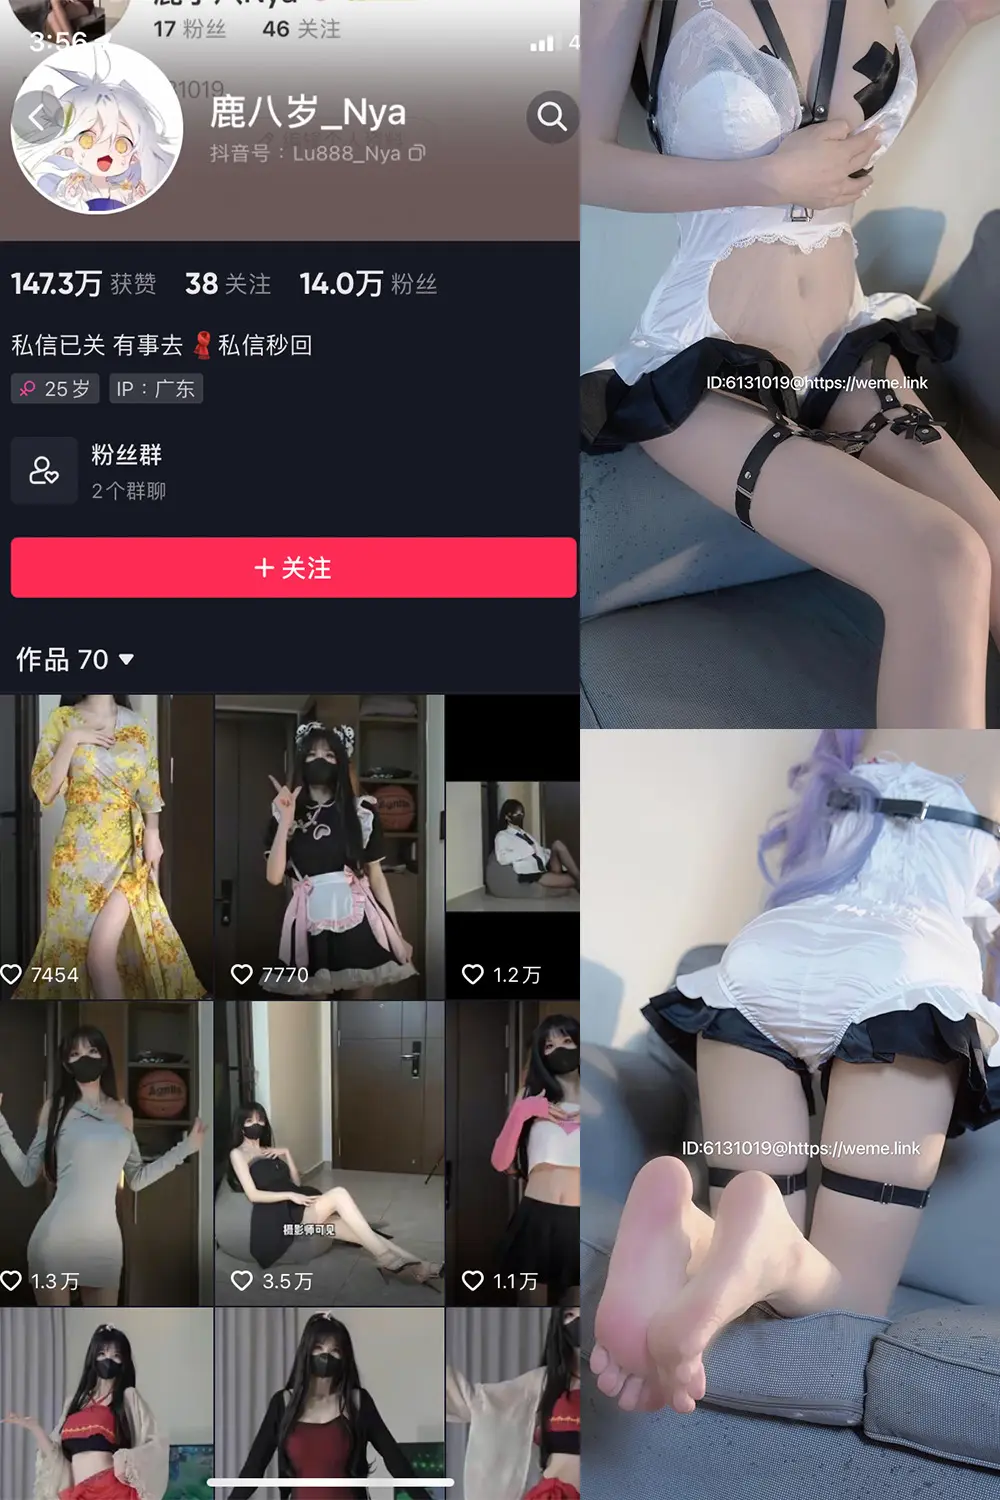 17 粉丝 46 关注
3:56
31019
鹿八岁_Nya
抖音号：Lu888_Nya
147.3万 获赞 38 关注 14.0万 粉丝
私信已关 有事去 私信秒回
25岁 IP：广东
粉丝群
2个群聊
+ 关注
作品 70
7454
7770
1.2万
1.3万
摄影师可见
3.5万
1.1万
ID:6131019@https://weme.link
ID:6131019@https://weme.link